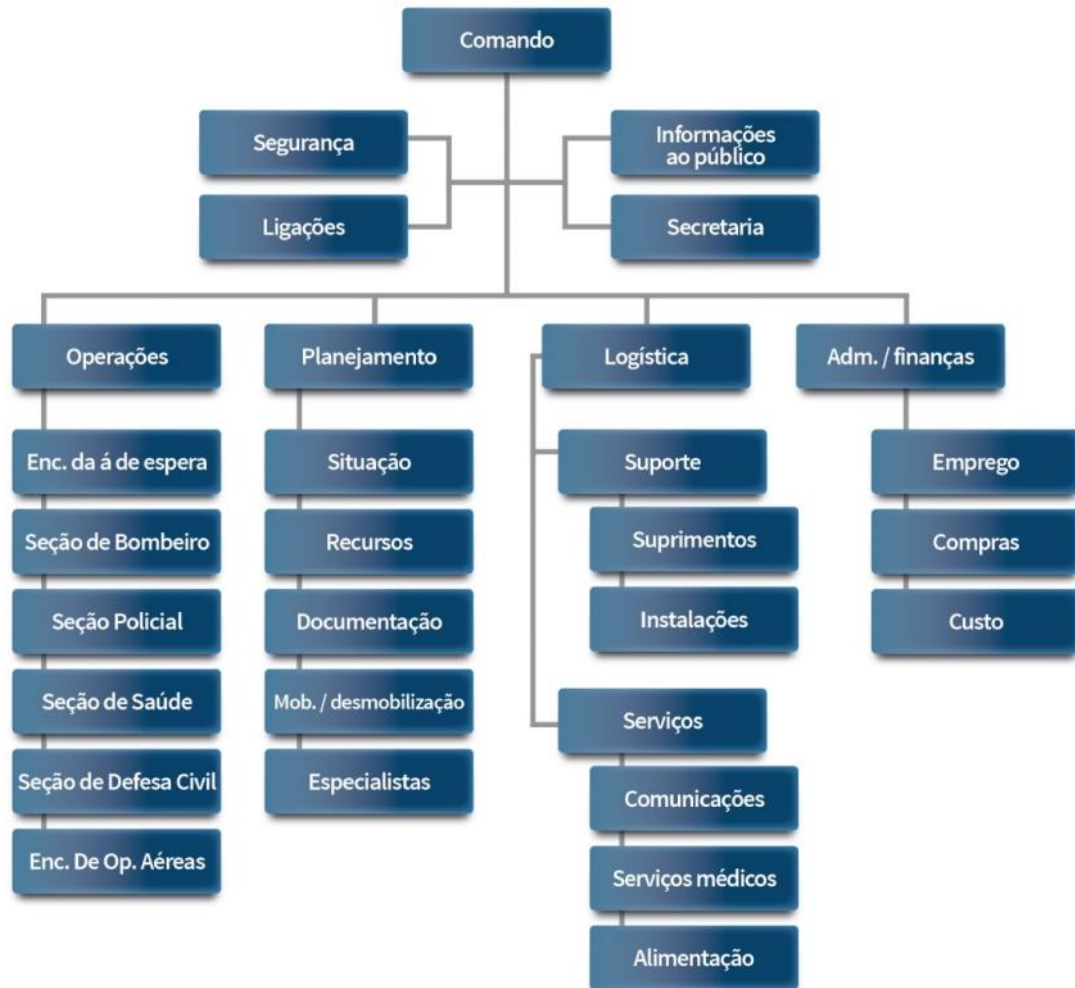 Comando
Segurança
Informações
ao público
Ligações
Secretaria
Operações
Planejamento
Logística
Adm. / finanças
Enc. da á de espera
Seção de Bombeiro
Seção Policial
Seção de Saúde
Seção de Defesa Civil
Enc. De Op. Aéreas
Situação
Recursos
Documentação
Mob. / desmobilização
Especialistas
Suporte
Suprimentos
Instalações
Serviços
Comunicações
Serviços médicos
Alimentação
Emprego
Compras
Custo